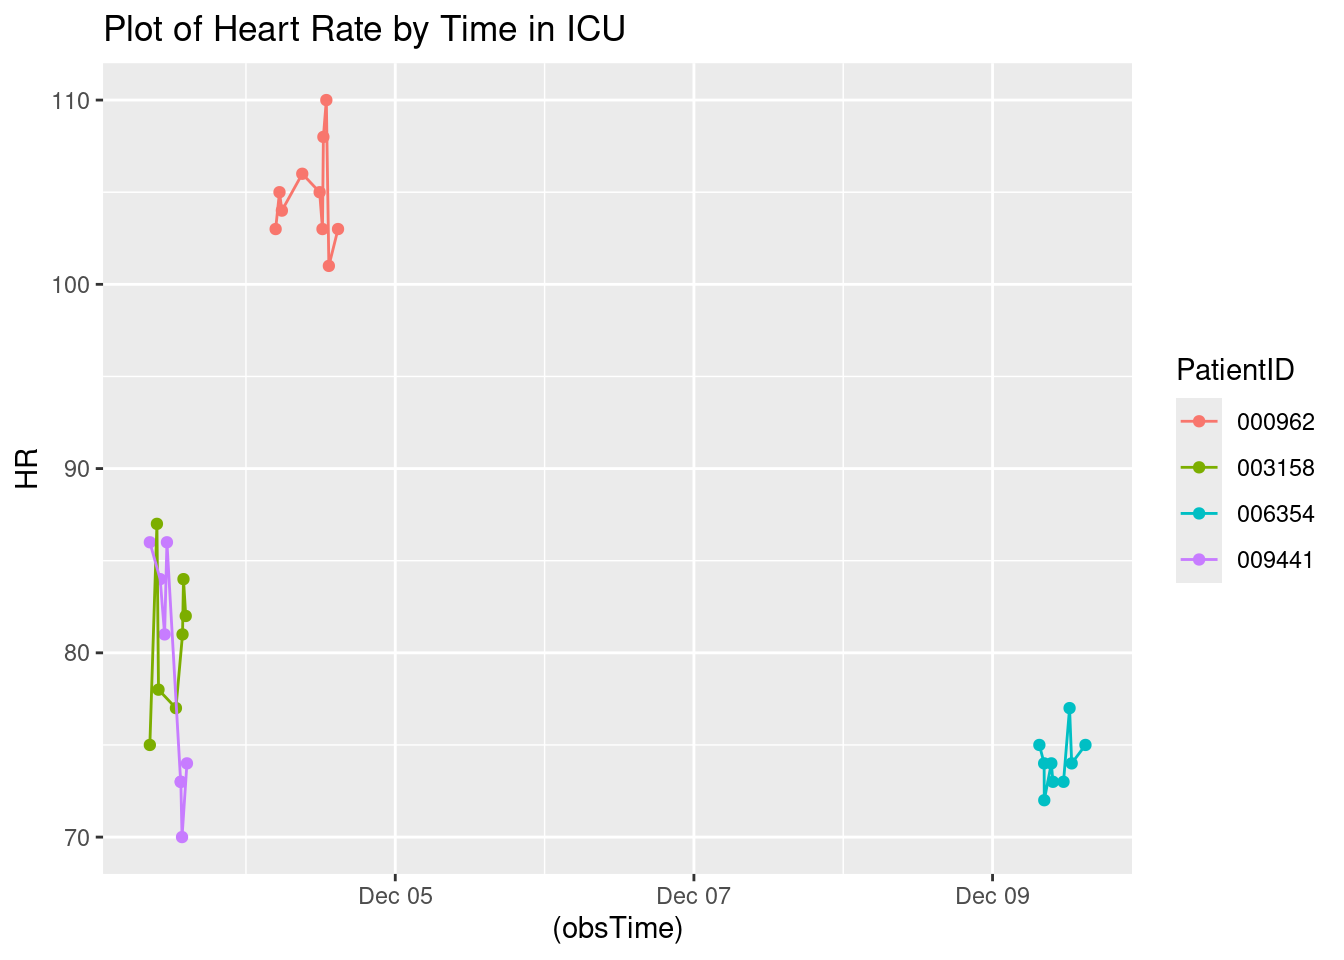 Plot of Heart Rate by Time in ICU
110
100
90
80
70
HR
Dec 05
Dec 07
Dec 09
(obsTime)
PatientID
000962
003158
006354
009441